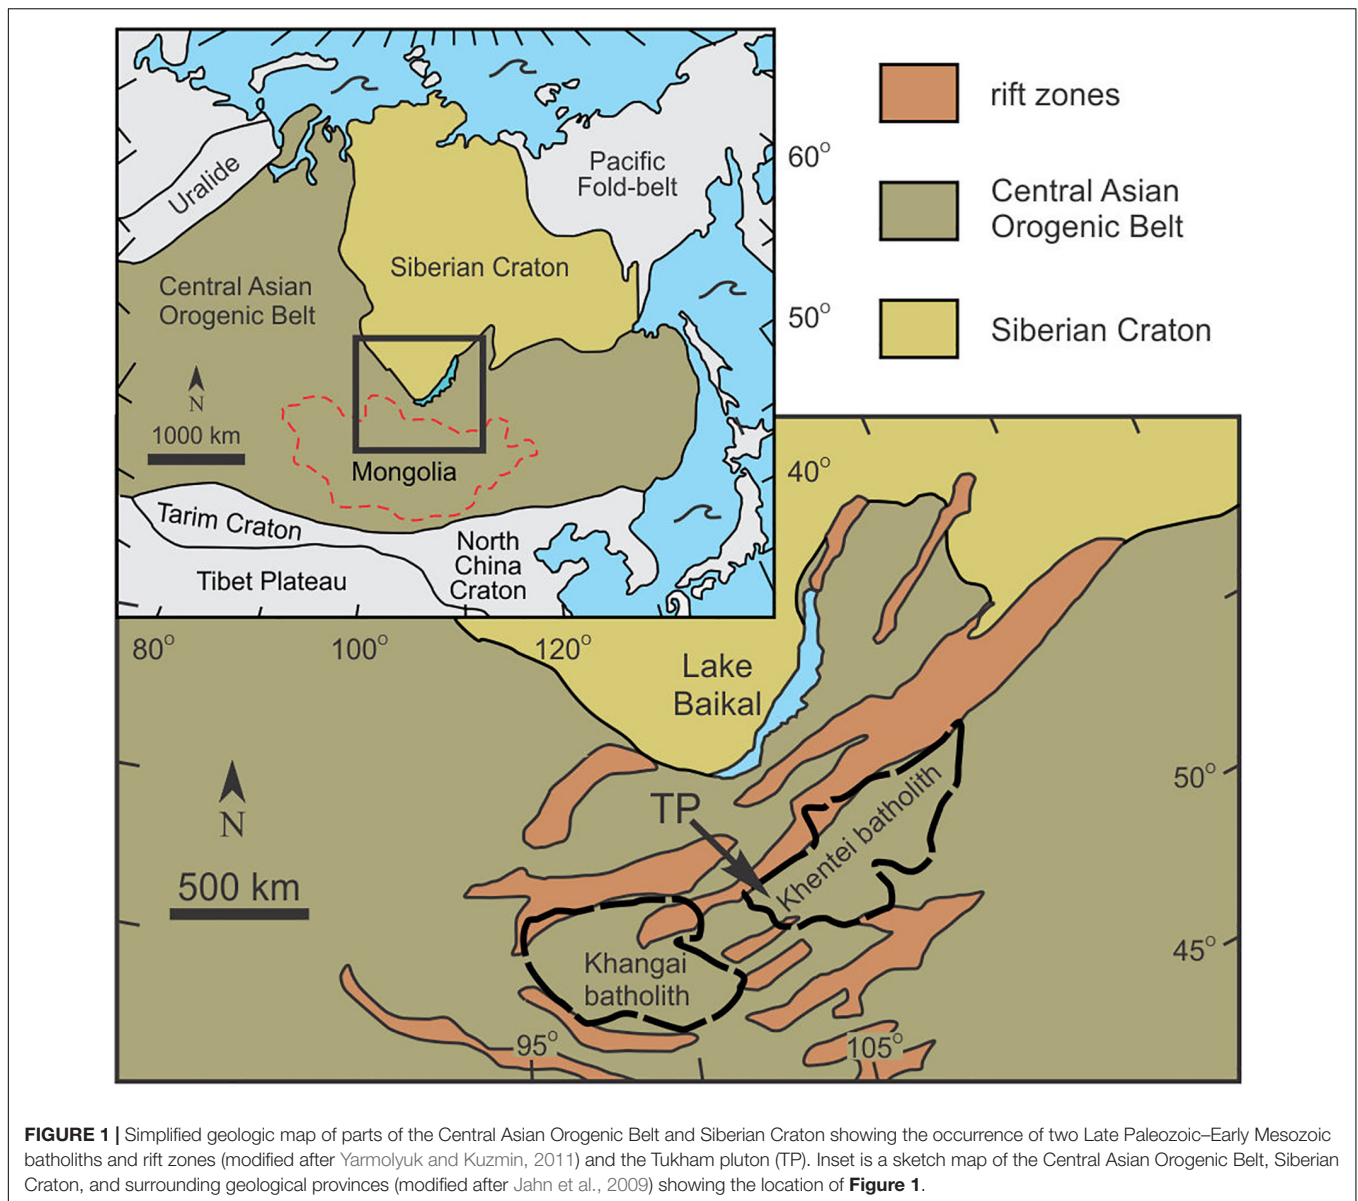 Uralide
Pacific
Fold-belt
Siberian Craton
Central Asian
Orogenic Belt
N
1000 km
Mongolia
Tarim Craton
North
China
Craton
Tibet Plateau
60°
50°
40°
80°
100°
120°
rift zones
Central Asian
Orogenic Belt
Siberian Craton
Lake
Baikal
TP
N
500 km
Khentei batholith
Khangai
batholith
50°
45°
95°
105°
FIGURE 1 | Simplified geologic map of parts of the Central Asian Orogenic Belt and Siberian Craton showing the occurrence of two Late Paleozoic–Early Mesozoic
batholiths and rift zones (modified after Yarmolyuk and Kuzmin, 2011) and the Tukham pluton (TP). Inset is a sketch map of the Central Asian Orogenic Belt, Siberian
Craton, and surrounding geological provinces (modified after Jahn et al., 2009) showing the location of Figure 1.